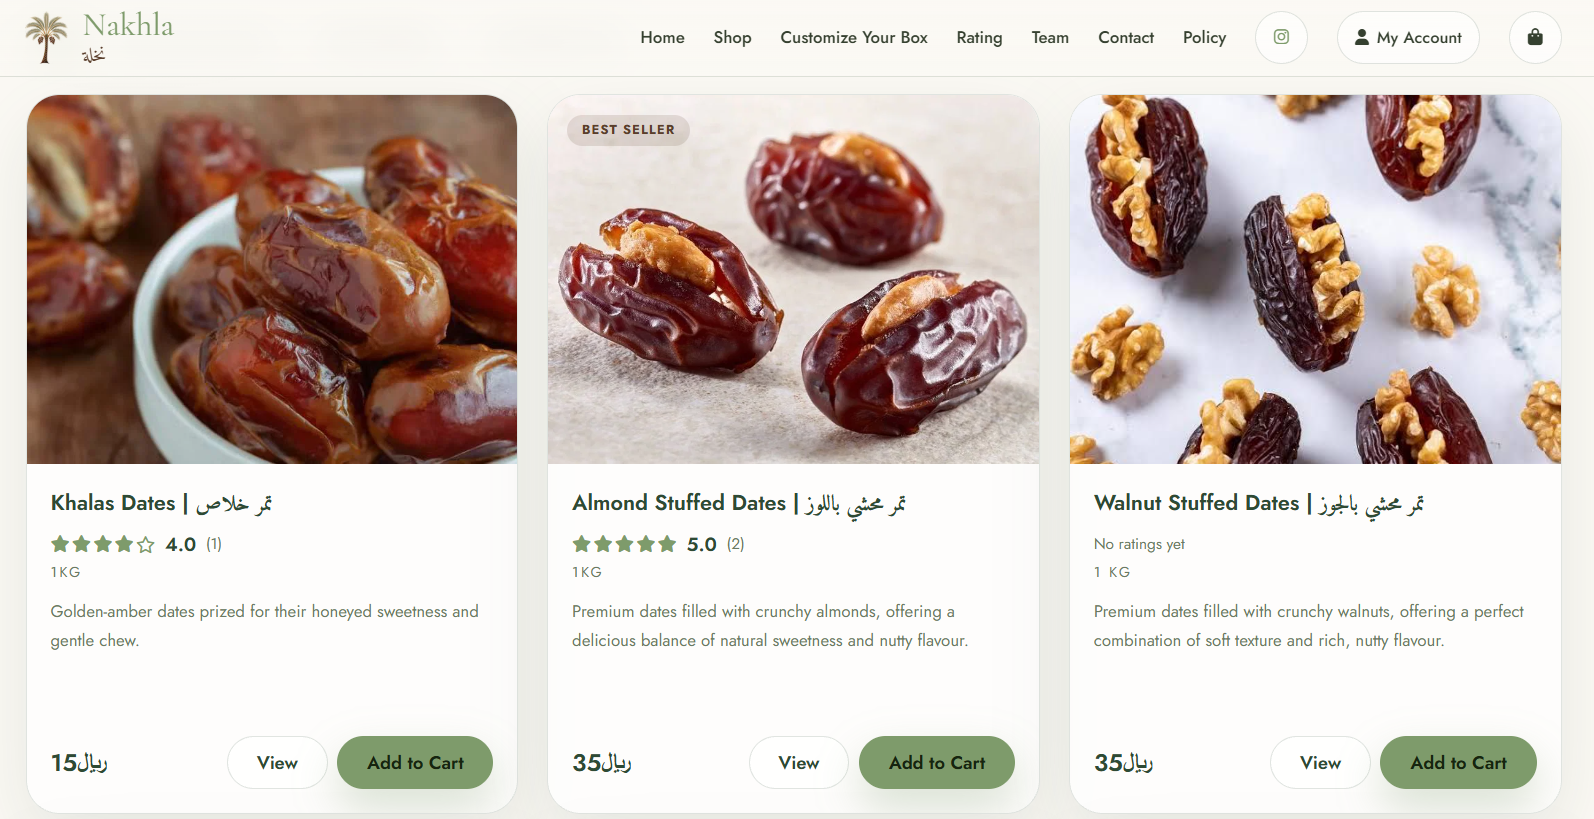 Nakhla
نخلة
Home
Shop
Customize Your Box
Rating
Team
Contact
Policy
My Account
BEST SELLER
Khalas Dates | تمر خلاص
4.0 (1)
1KG
Golden-amber dates prized for their honeyed sweetness and
gentle chew.
15ريال
View
Add to Cart
Almond Stuffed Dates | تمر محشي باللوز
5.0 (2)
1KG
Premium dates filled with crunchy almonds, offering a
delicious balance of natural sweetness and nutty flavour.
35ريال
View
Add to Cart
Walnut Stuffed Dates | تمر محشي بالجوز
No ratings yet
1 KG
Premium dates filled with crunchy walnuts, offering a perfect
combination of soft texture and rich, nutty flavour.
35ريال
View
Add to Cart